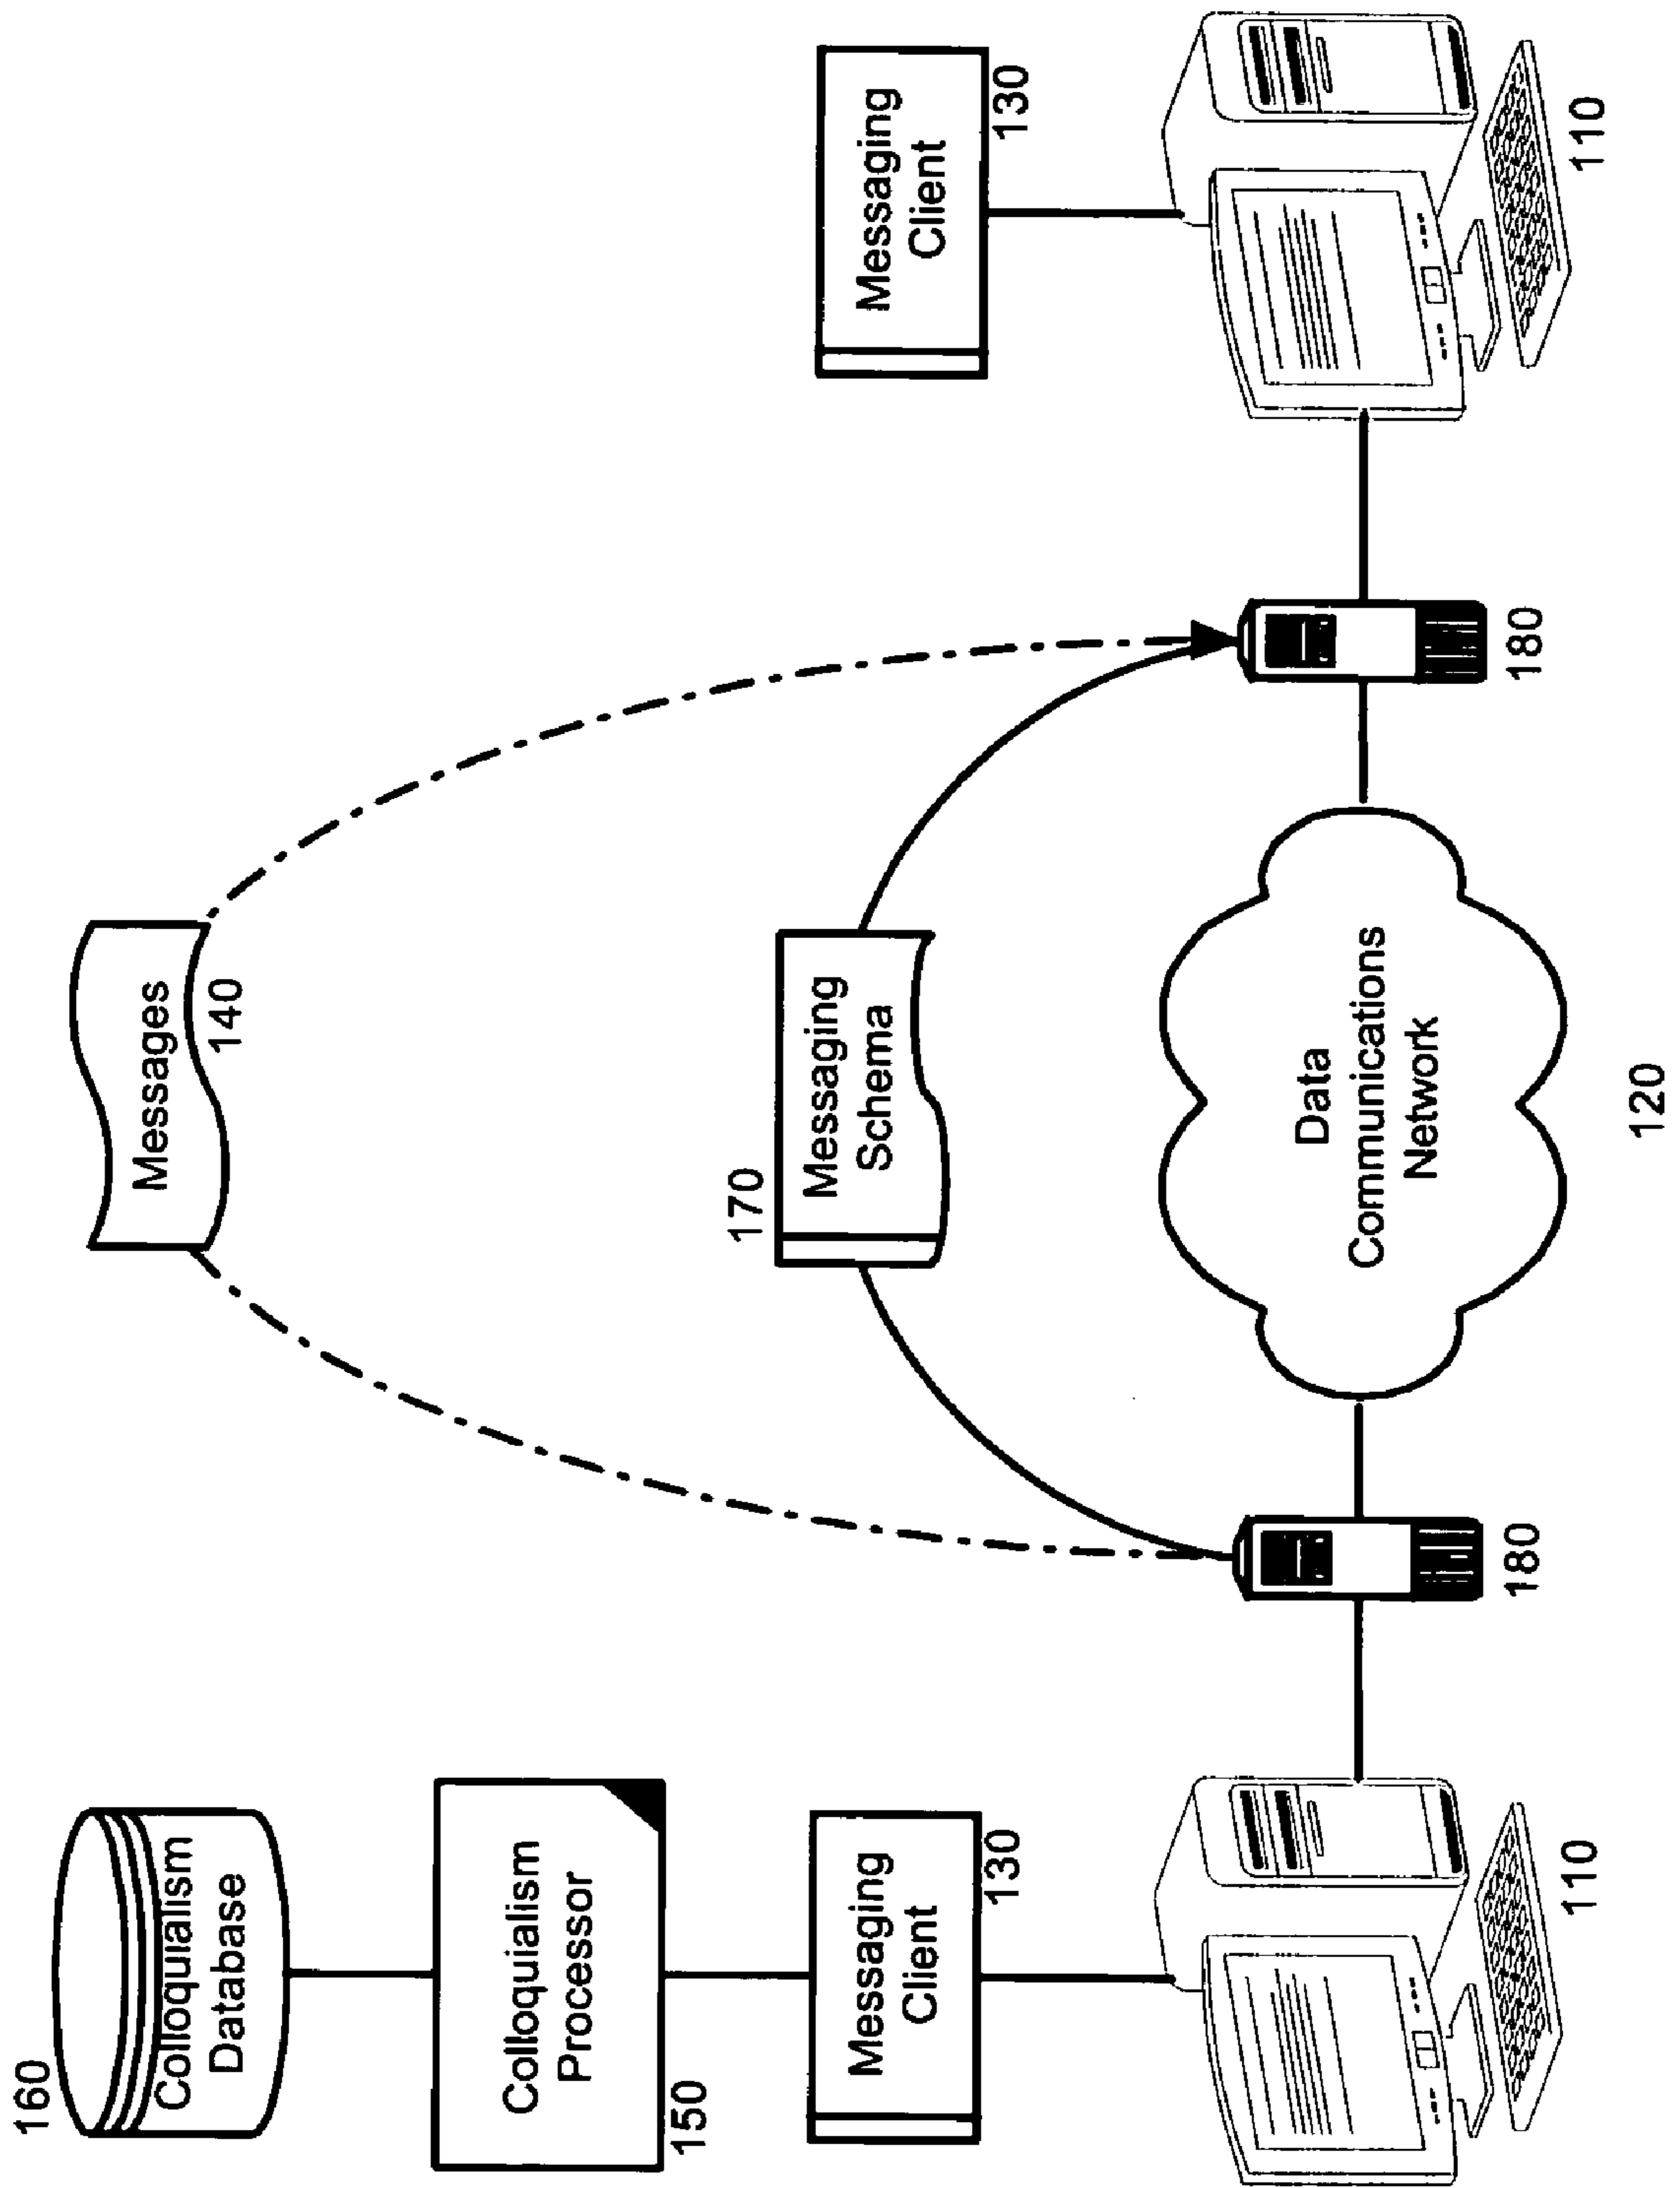 160
Colloquialism
Database
Colloquialism
Processor
150
Messaging
Client
130
110
Messages
140
170
Messaging
Schema
Data
Communications
Network
120
180
180
Messaging
Client
130
110